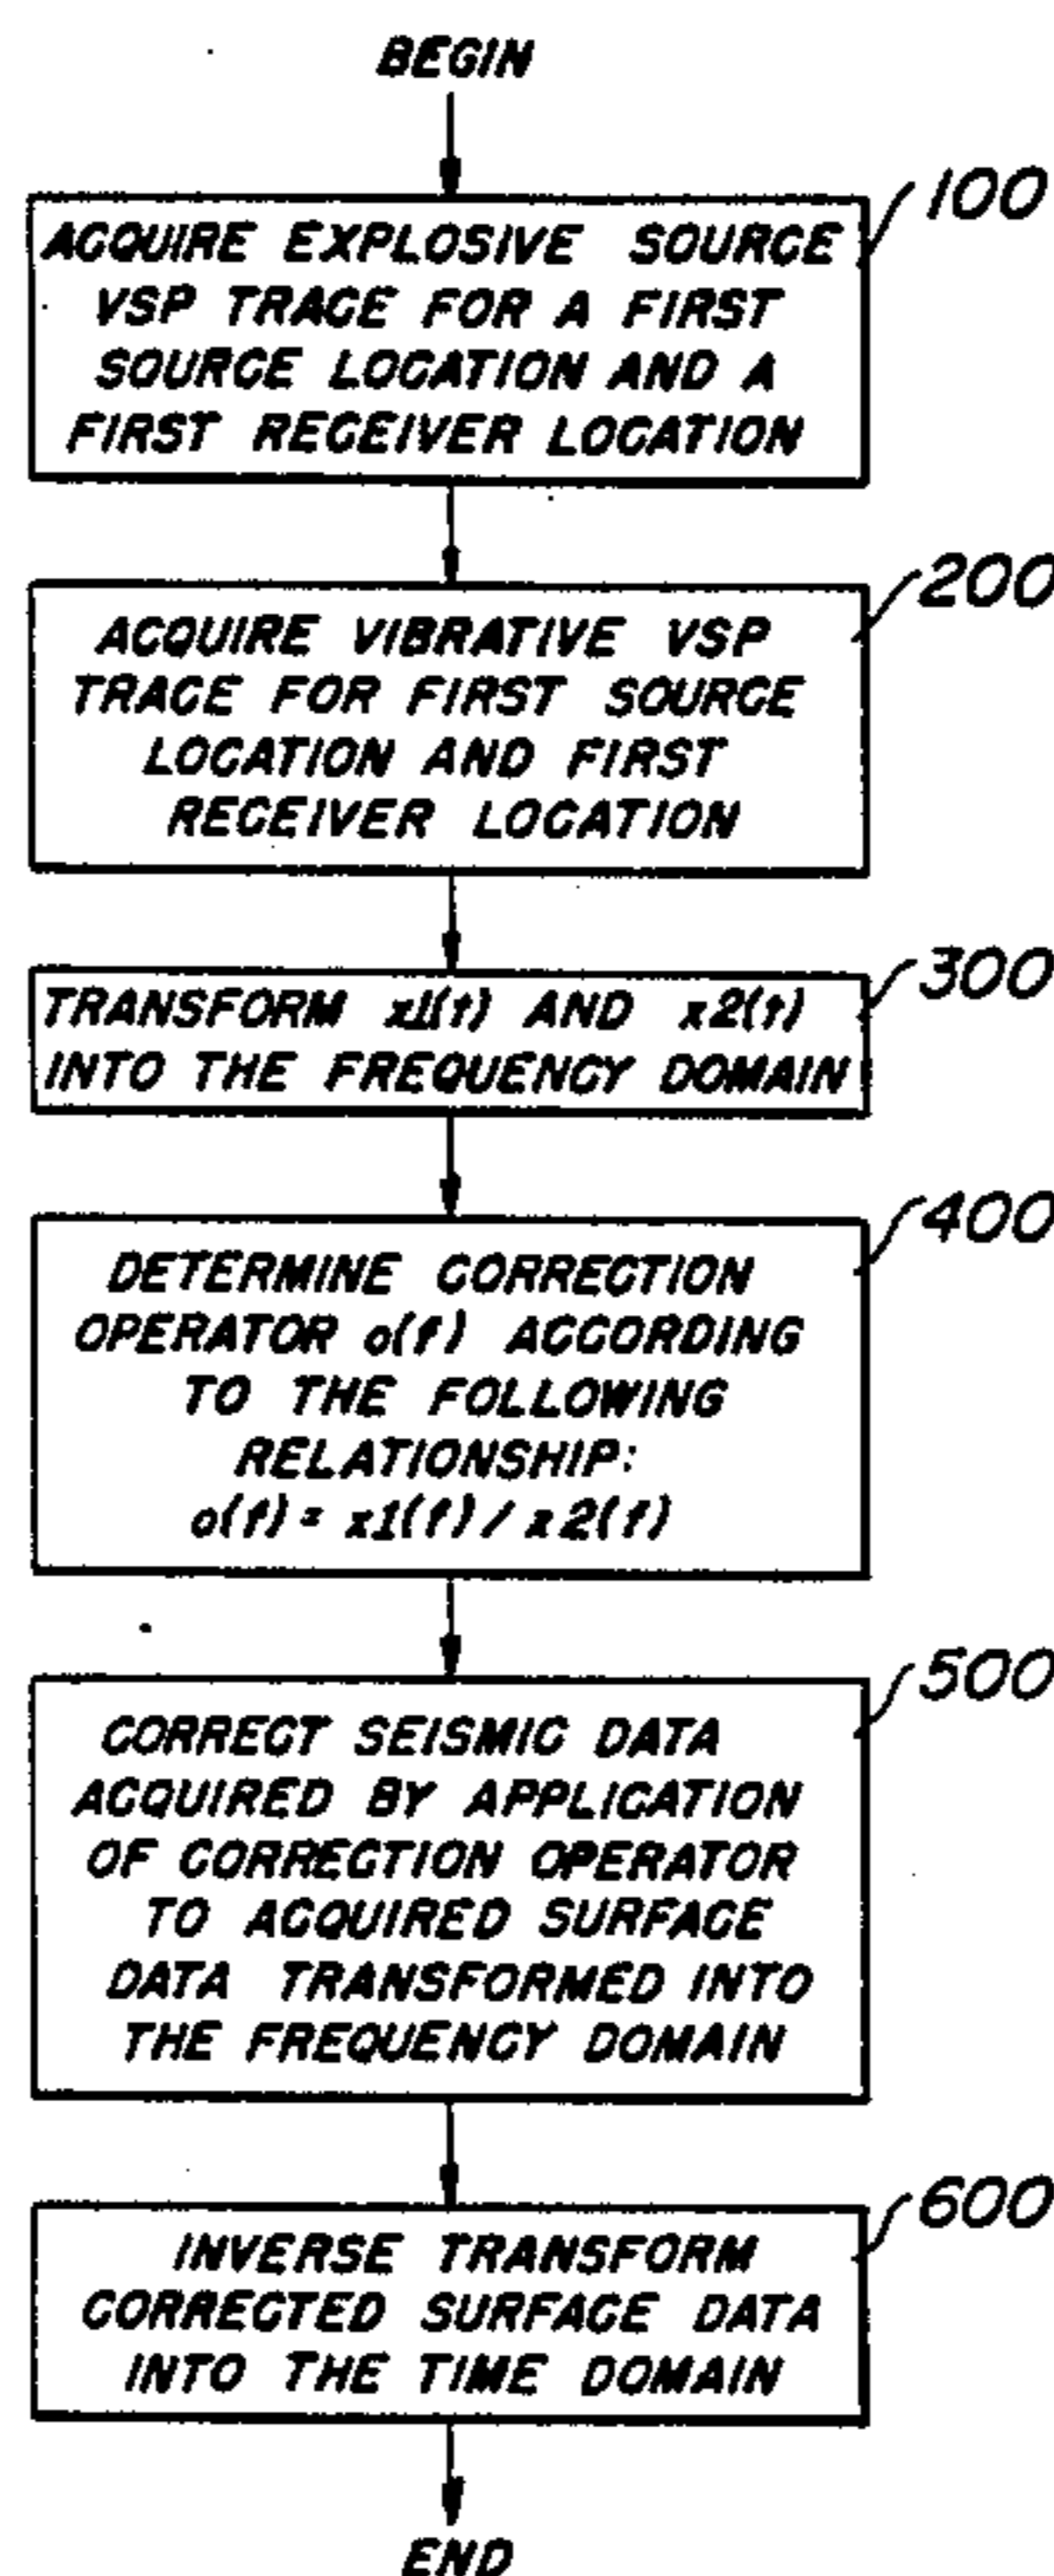 BEGIN
100
ACQUIRE EXPLOSIVE SOURCE
VSP TRACE FOR A FIRST
SOURCE LOCATION AND A
FIRST RECEIVER LOCATION
200
ACQUIRE VIBRATIVE VSP
TRACE FOR FIRST SOURCE
LOCATION AND FIRST
RECEIVER LOCATION
300
TRANSFORM x1(t) AND x2(t)
INTO THE FREQUENCY DOMAIN
400
DETERMINE CORRECTION
OPERATOR o(f) ACCORDING
TO THE FOLLOWING
RELATIONSHIP:
o(f) = x1(f) / x2(f)
500
CORRECT SEISMIC DATA
ACQUIRED BY APPLICATION
OF CORRECTION OPERATOR
TO ACQUIRED SURFACE
DATA TRANSFORMED INTO
THE FREQUENCY DOMAIN
600
INVERSE TRANSFORM
CORRECTED SURFACE DATA
INTO THE TIME DOMAIN
END